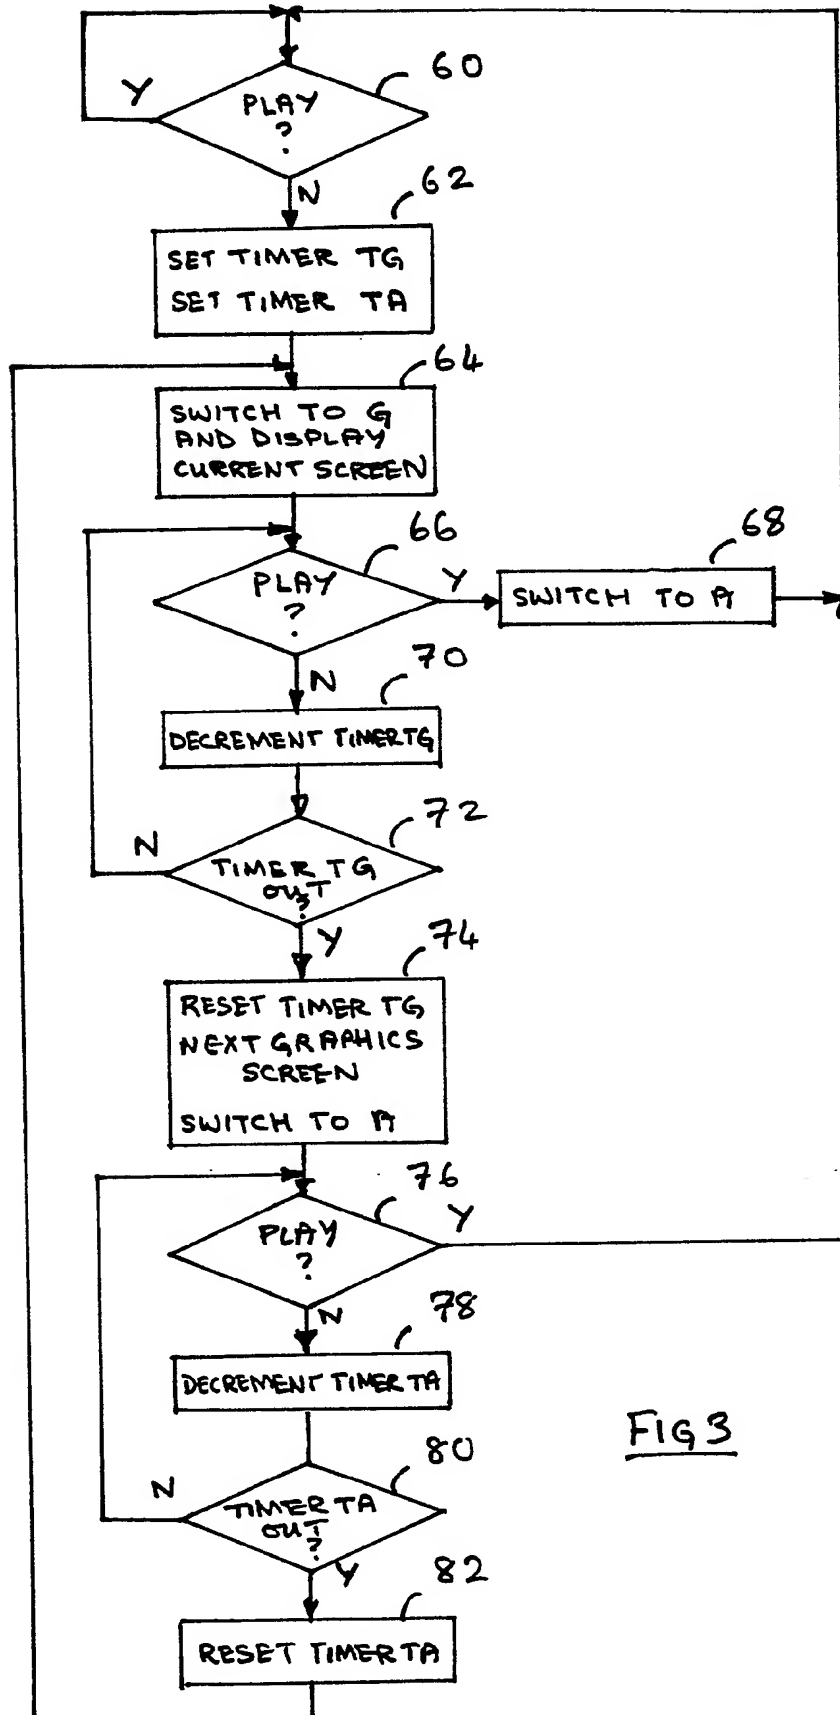 60
Y
PLAY
?
N
62
SET TIMER TG
SET TIMER TA
64
SWITCH TO G
AND DISPLAY
CURRENT SCREEN
66
PLAY
?
Y
68
SWITCH TO A
N
70
DECREMENT TIMER TG
72
N
TIMER TG
OUT
?
Y
74
RESET TIMER TG
NEXT GRAPHICS
SCREEN
SWITCH TO A
76
PLAY
?
Y
N
78
DECREMENT TIMER TA
80
N
TIMER TA
OUT
?
Y
82
RESET TIMER TA
FIG 3